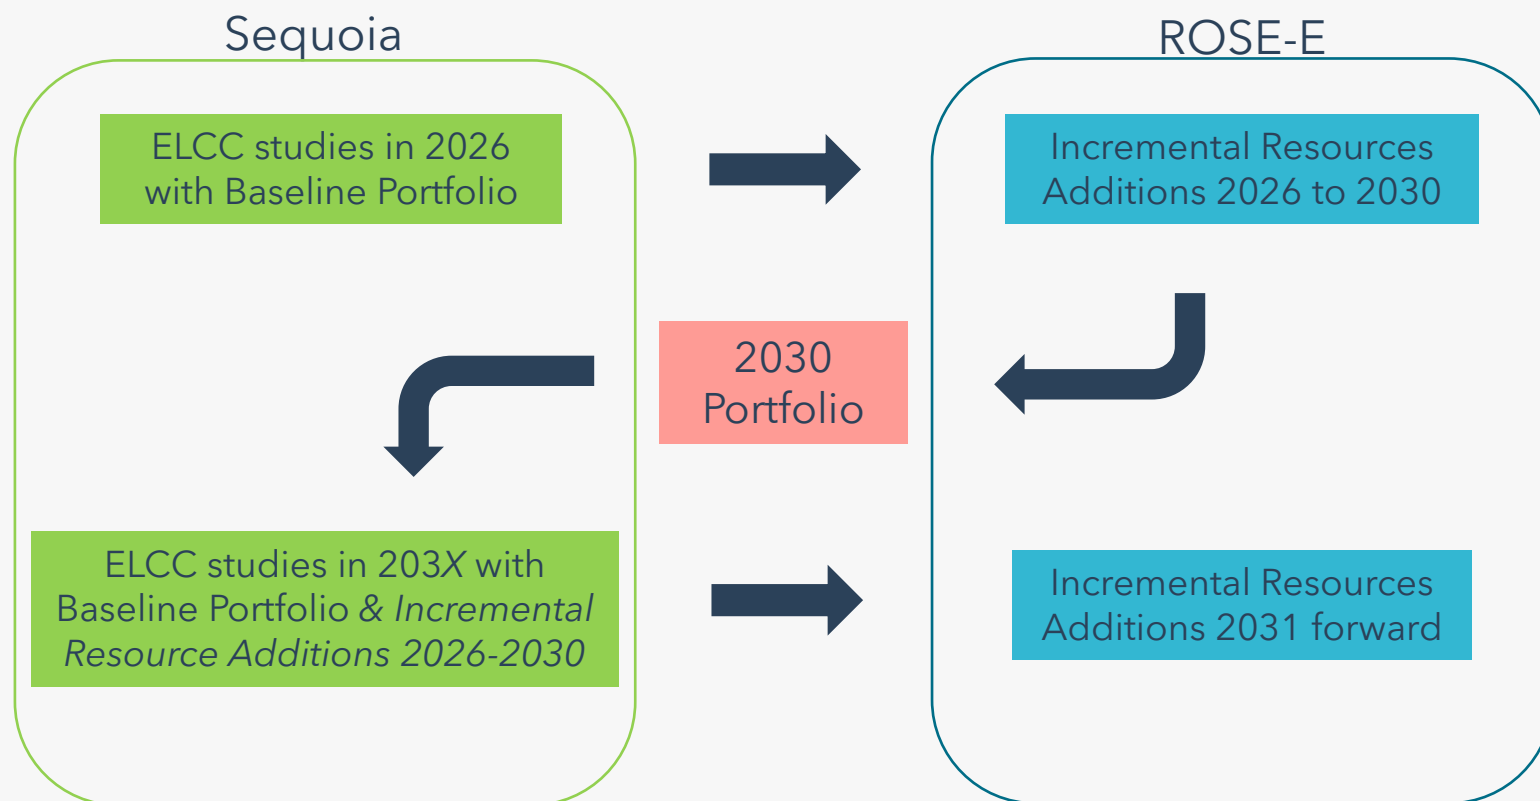 Sequoia
ROSE-E
ELCC studies in 2026
with Baseline Portfolio
Incremental Resources
Additions 2026 to 2030
2030
Portfolio
ELCC studies in 203X with
Baseline Portfolio & Incremental
Resource Additions 2026-2030
Incremental Resources
Additions 2031 forward